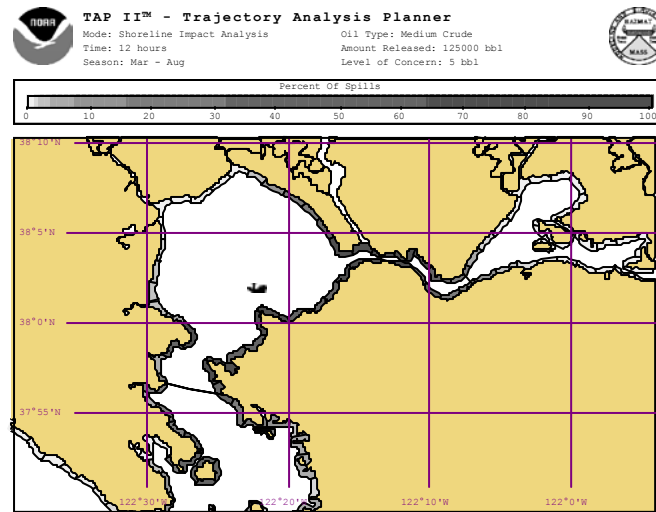 NOAA
TAP II™ - Trajectory Analysis Planner
Mode: Shoreline Impact Analysis
Oil Type: Medium Crude
Time: 12 hours
Amount Released: 125000 bbl
Season: Mar - Aug
Level of Concern: 5 bbl
HAZMAT
Percent Of Spills
0 10 20 30 40 50 60 70 80 90 100
38°10'N
38°5'N
38°0'N
37°55'N
122°30'W 122°20'W 122°10'W 122°0'W